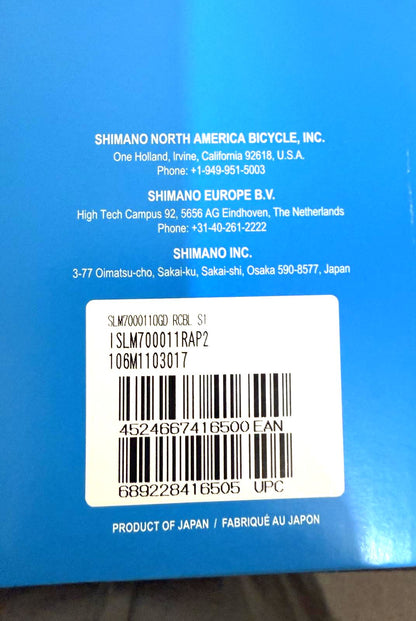 SHIMANO NORTH AMERICA BICYCLE, INC.
One Holland, Irvine, California 92618, U.S.A.
Phone: +1-949-951-5003
SHIMANO EUROPE B.V.
High Tech Campus 92, 5656 AG Eindhoven, The Netherlands
Phone: +31-40-261-2222
SHIMANO INC.
3-77 Oimatsu-cho, Sakai-ku, Sakai-shi, Osaka 590-8577, Japan
SLM7000110GD RCBL S1
ISLM700011RAP2
106M1103017
4524667416500 EAN
689228416505 UPC
PRODUCT OF JAPAN / FABRIQUÉ AU JAPON